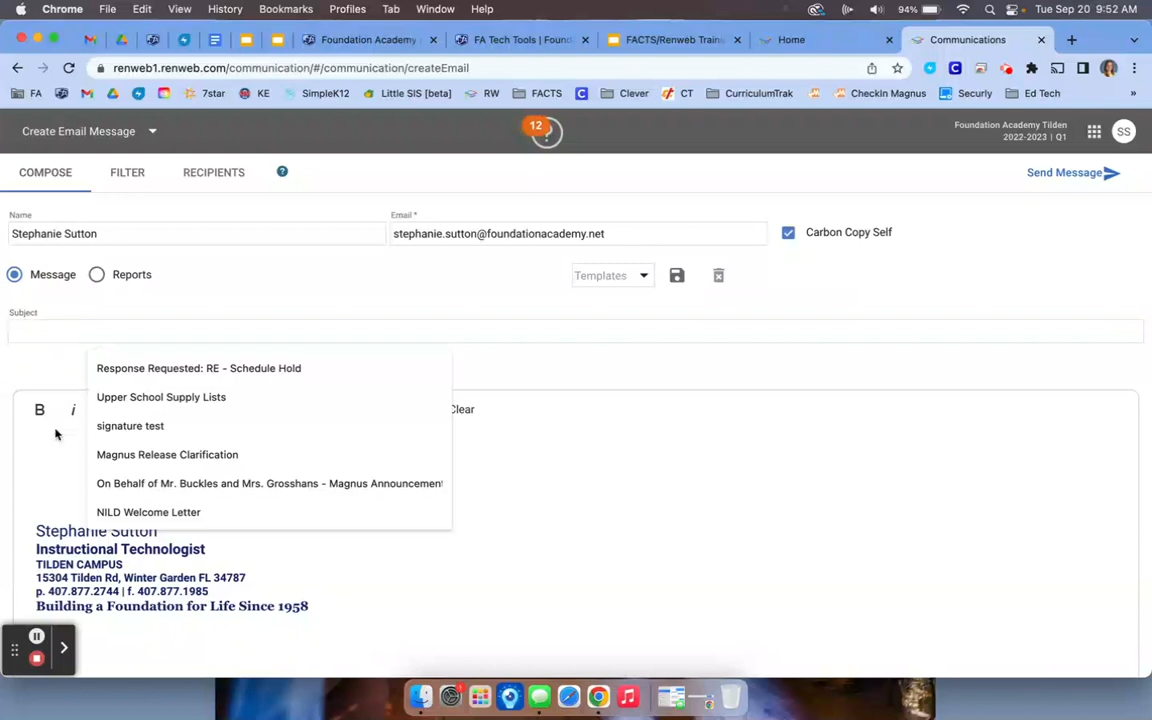 Chrome File Edit View History Bookmarks Profiles Tab Window Help 94% Tue Sep 20 9:52 AM
Foundation Academy FA Tech Tools | Found FACTS/Renweb Train Home Communications
renweb1.renweb.com/communication/#/communication/createEmail
FA 7star KE SimpleK12 Little SIS [beta] RW FACTS Clever CT CurriculumTrak CheckIn Magnus Securly Ed Tech »
Create Email Message 12 ? Foundation Academy Tilden SS
2022-2023 | Q1
COMPOSE FILTER RECIPIENTS ? Send Message
Name Email *
Stephanie Sutton stephanie.sutton@foundationacademy.net Carbon Copy Self
Message Reports Templates
Subject
Response Requested: RE - Schedule Hold
Upper School Supply Lists
B i Clear
signature test
Magnus Release Clarification
On Behalf of Mr. Buckles and Mrs. Grosshans - Magnus Announcemen
NILD Welcome Letter
Stephanie Sutton
Instructional Technologist
TILDEN CAMPUS
15304 Tilden Rd, Winter Garden FL 34787
p. 407.877.2744 | f. 407.877.1985
Building a Foundation for Life Since 1958